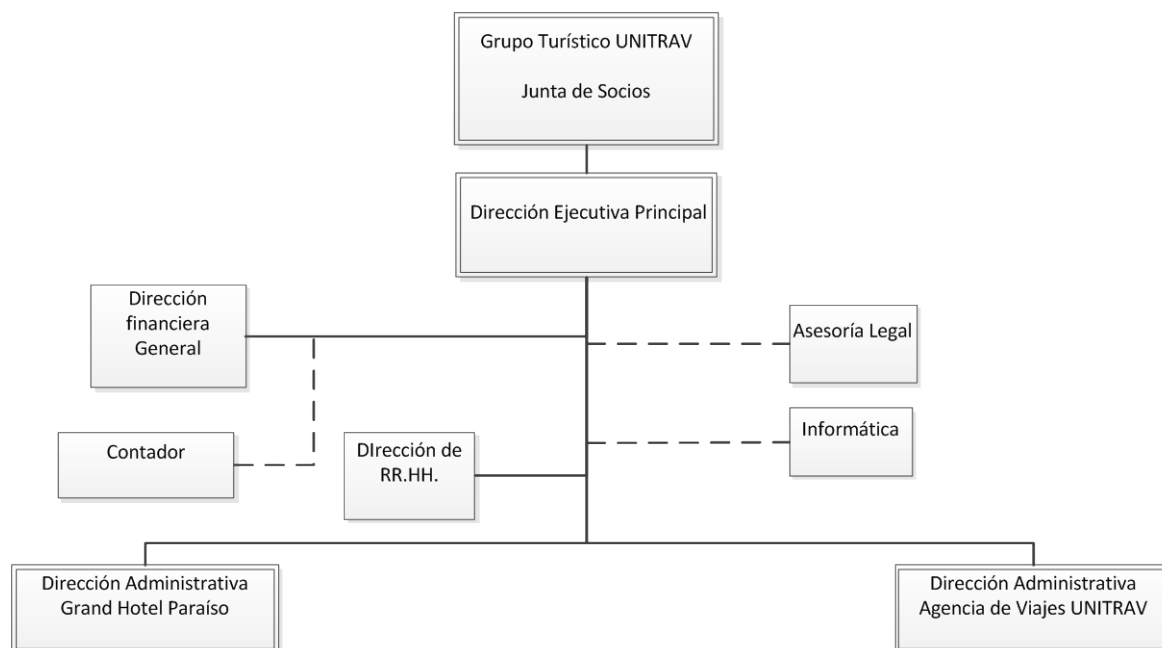 Grupo Turístico UNITRAV
Junta de Socios
Dirección Ejecutiva Principal
Dirección
financiera
General
Asesoría Legal
Contador
DIrección de
RR.HH.
Informática
Dirección Administrativa
Grand Hotel Paraíso
Dirección Administrativa
Agencia de Viajes UNITRAV